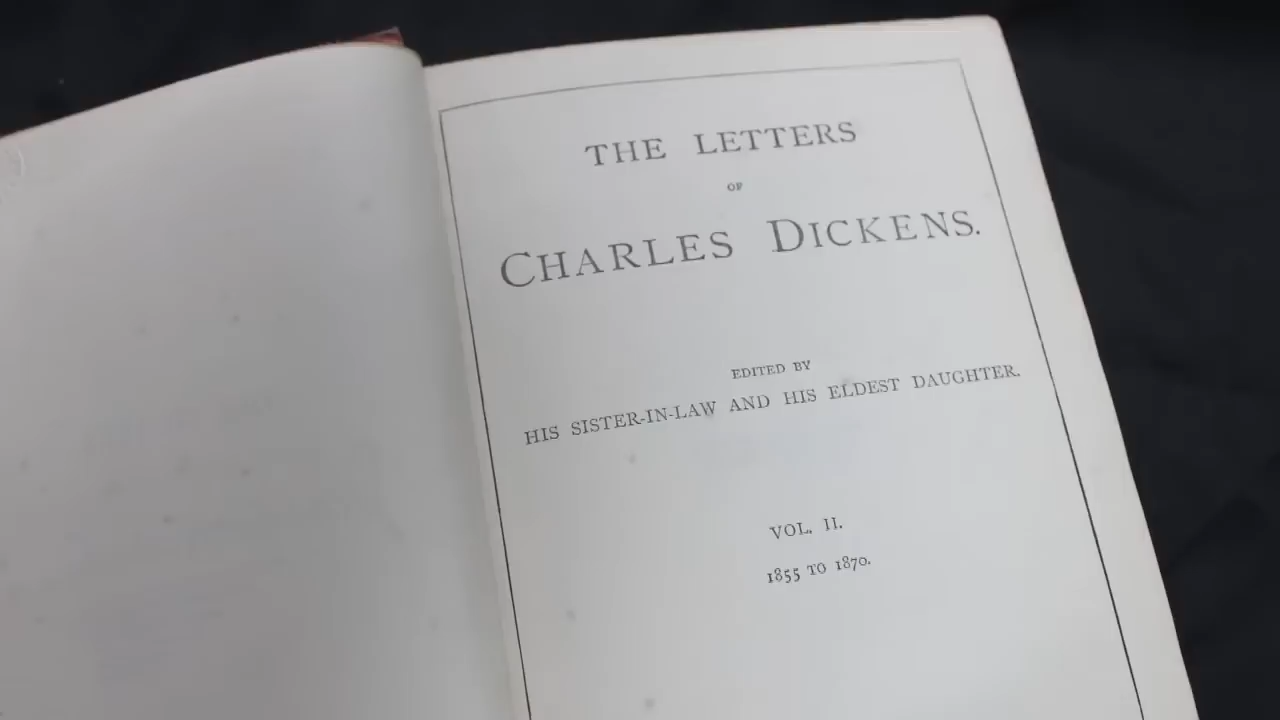 THE LETTERS
OF
CHARLES DICKENS.
EDITED BY
HIS SISTER-IN-LAW AND HIS ELDEST DAUGHTER.
VOL. II.
1855 TO 1870.